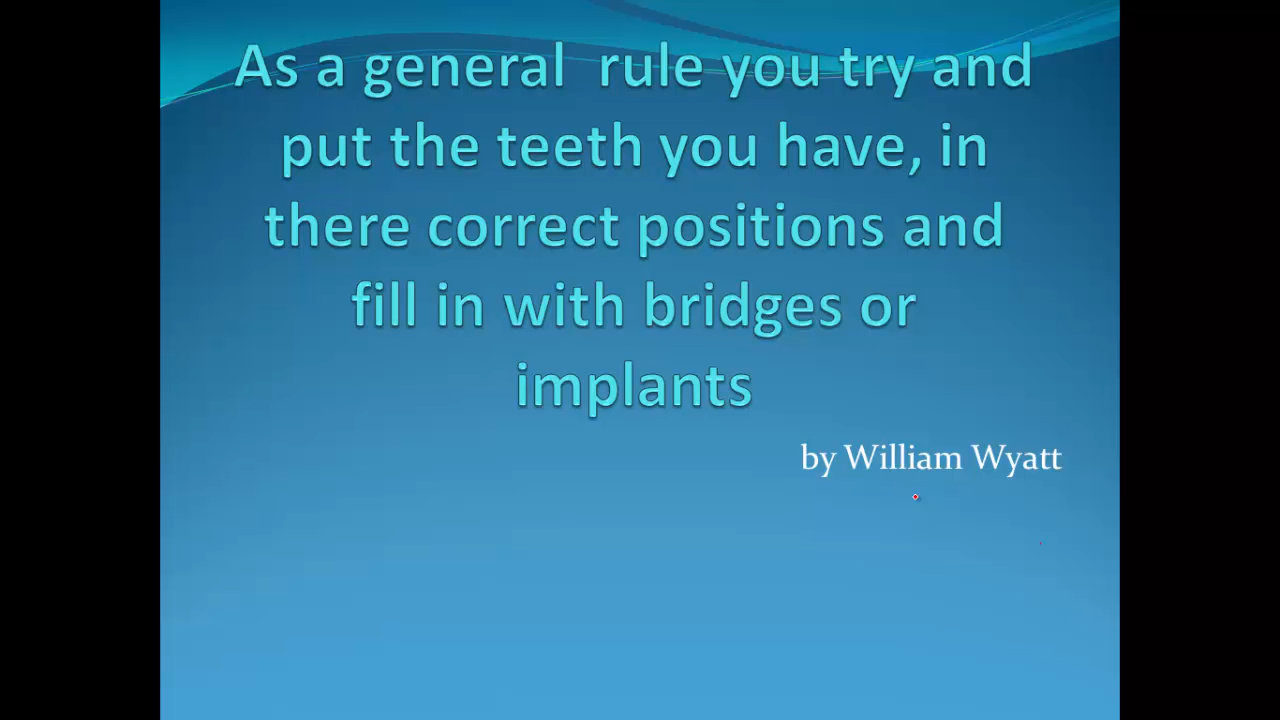 As a general rule you try and
put the teeth you have, in
there correct positions and
fill in with bridges or
implants
by William Wyatt